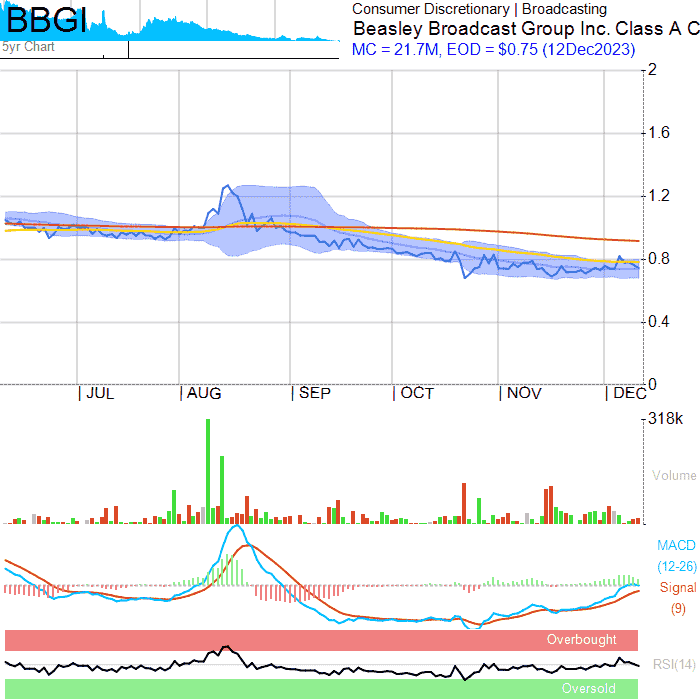 BBGI
5yr Chart
Consumer Discretionary | Broadcasting
Beasley Broadcast Group Inc. Class A C
MC = 21.7M, EOD = $0.75 (12Dec2023)
2
1.6
1.2
0.8
0.4
0
JUL AUG SEP OCT NOV DEC
318k
Volume
MACD
(12-26)
Signal
(9)
Overbought
RSI(14)
Oversold